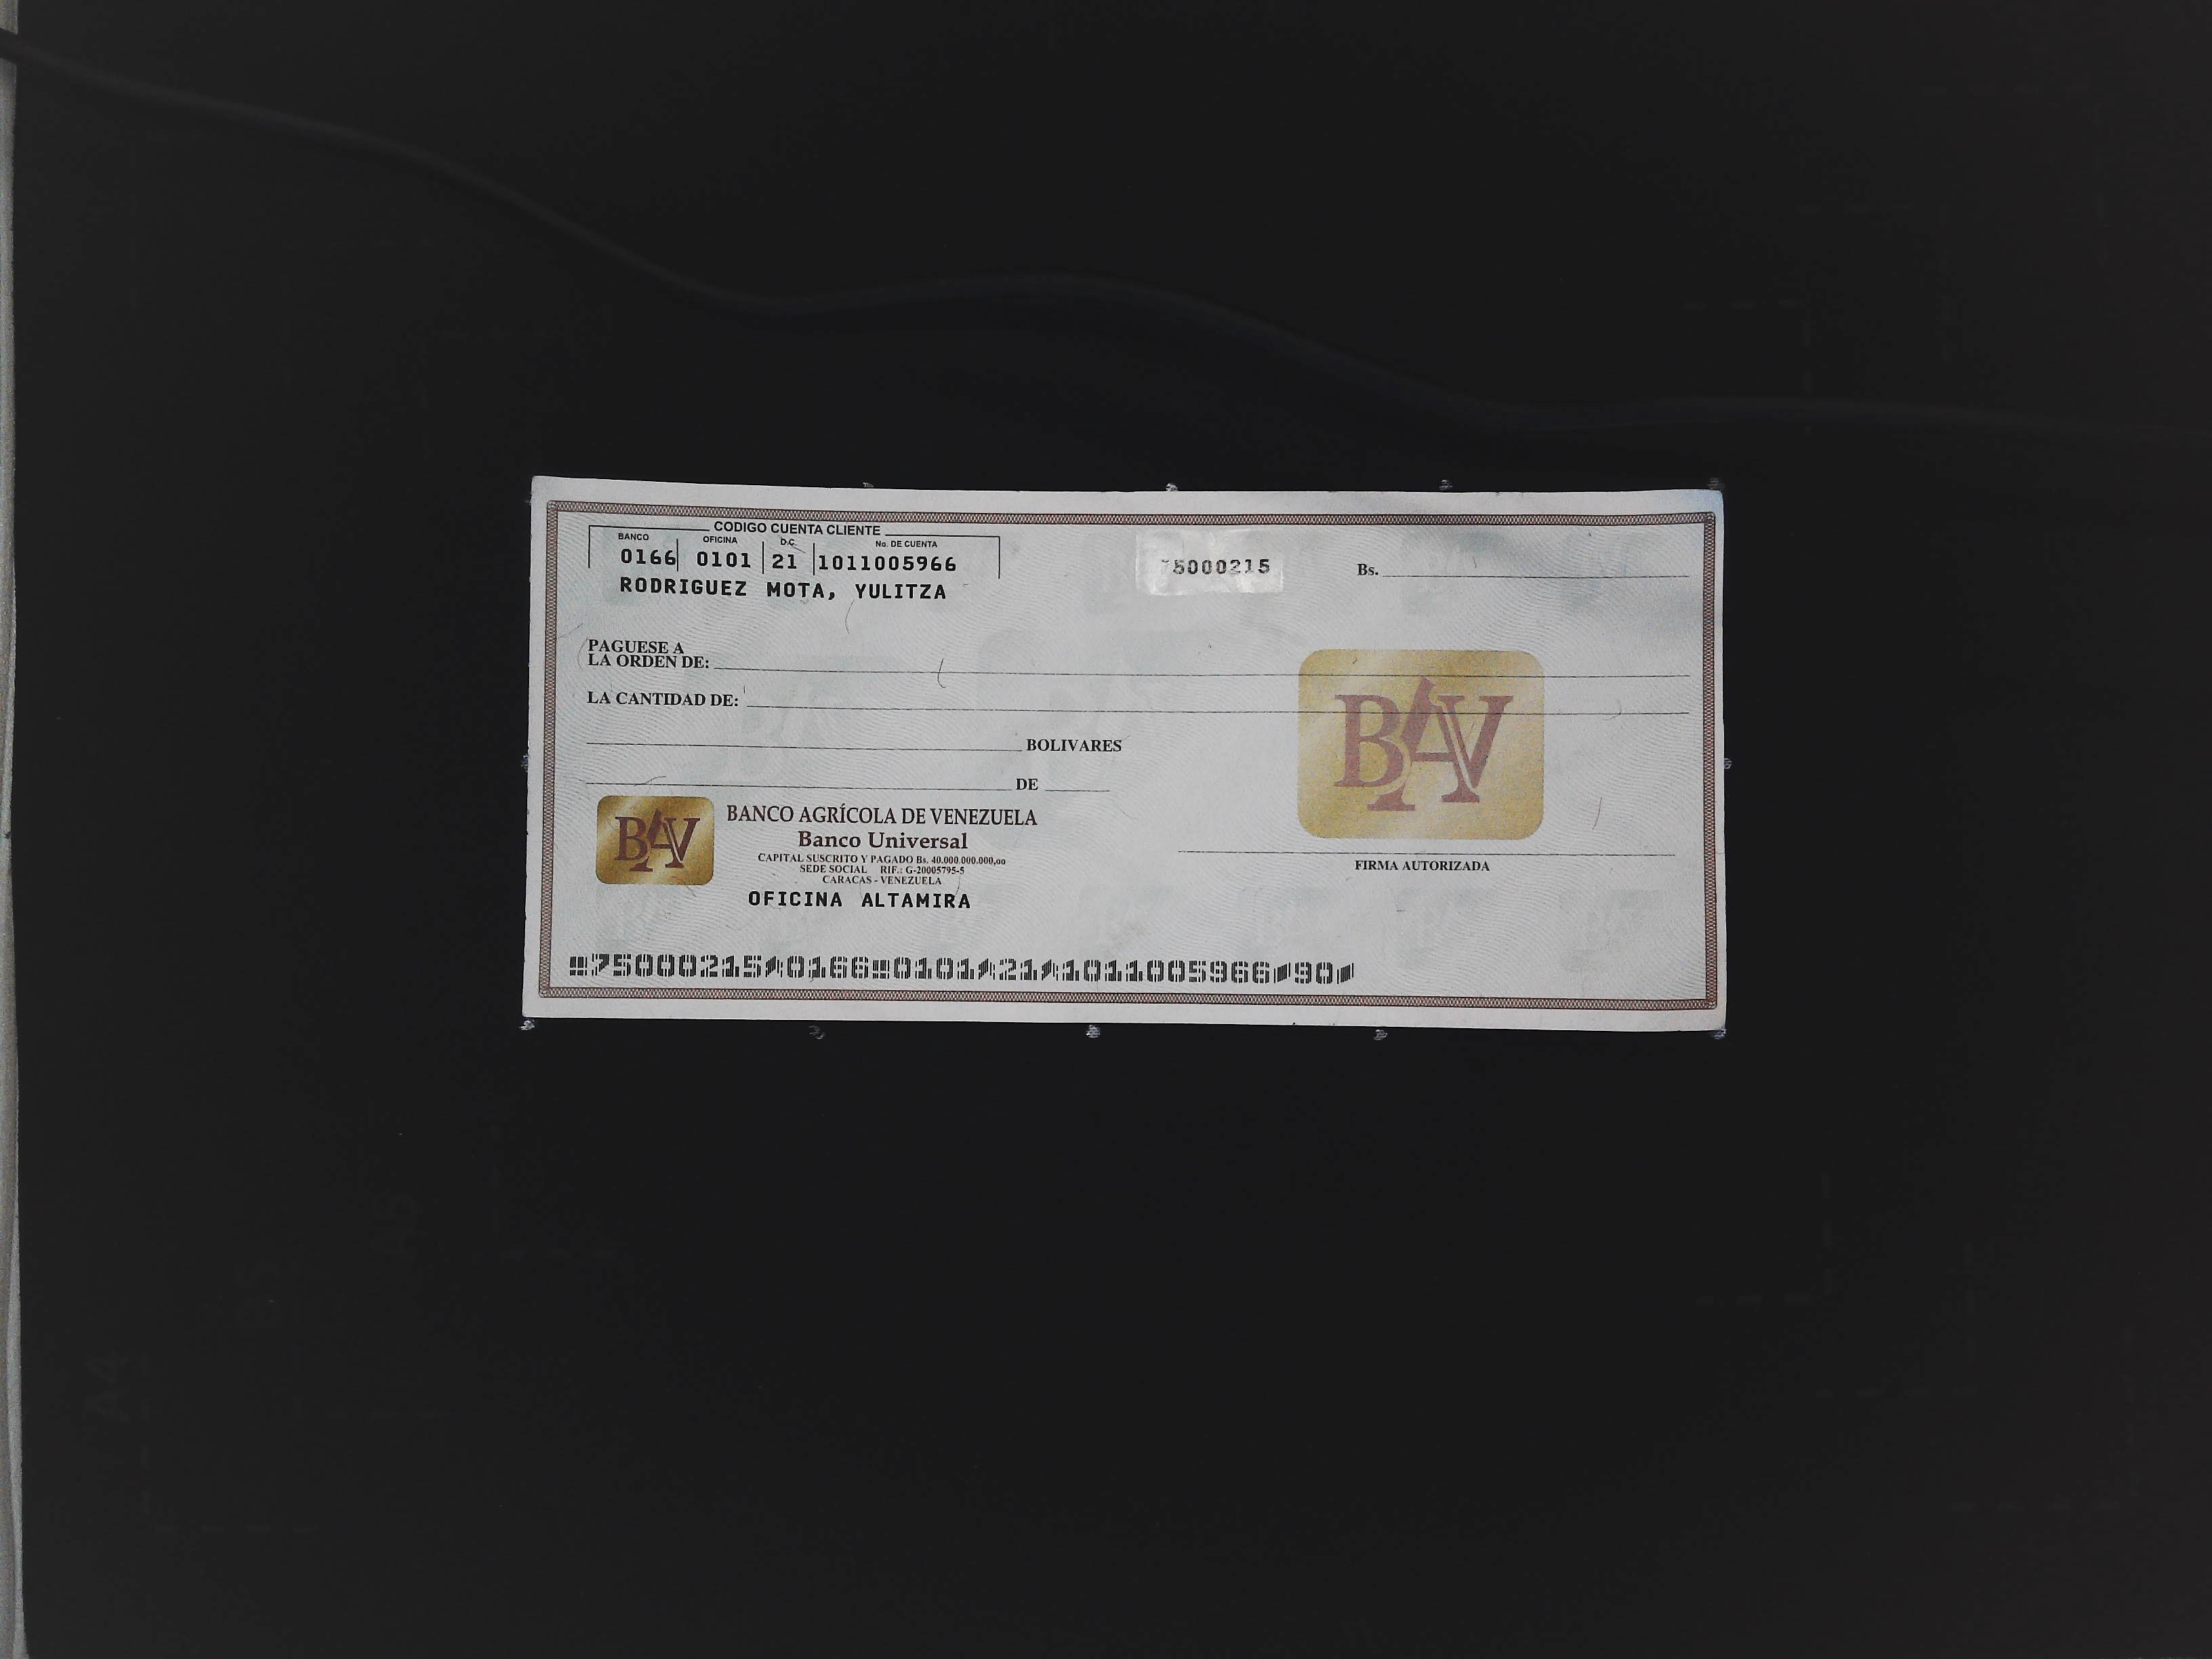 CODIGO CUENTA CLIENTE
BANCO OFICINA D.C. No. DE CUENTA
0166 0101 21 1011005966
RODRIGUEZ MOTA, YULITZA
75000215
Bs.
PAGUESE A
LA ORDEN DE:
LA CANTIDAD DE:
BOLIVARES
DE
BAV
BAV
BANCO AGRÍCOLA DE VENEZUELA
Banco Universal
CAPITAL SUSCRITO Y PAGADO Bs. 40.000.000.000,oo
SEDE SOCIAL RIF.: G-20005795-5
CARACAS - VENEZUELA
OFICINA ALTAMIRA
FIRMA AUTORIZADA
⑈75000215⑆0166⑈0101⑆21⑆1011005966⑇90⑇